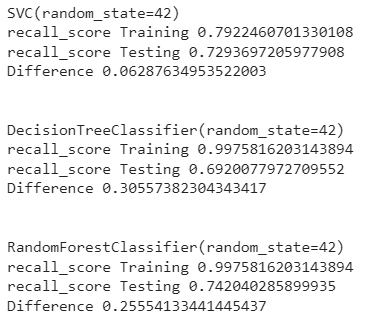 SVC(random_state=42)
recall_score Training 0.7922460701330108
recall_score Testing 0.7293697205977908
Difference 0.06287634953522003
DecisionTreeClassifier(random_state=42)
recall_score Training 0.9975816203143894
recall_score Testing 0.6920077972709552
Difference 0.30557382304343417
RandomForestClassifier(random_state=42)
recall_score Training 0.9975816203143894
recall_score Testing 0.742040285899935
Difference 0.25554133441445437